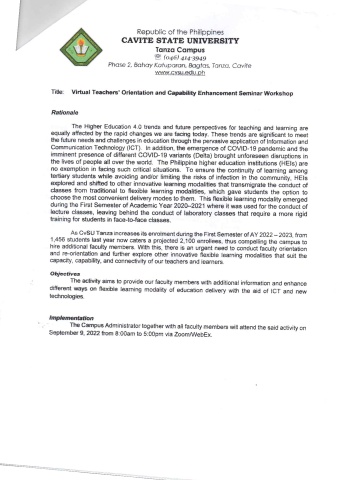 Republic of the Philippines
CAVITE STATE UNIVERSITY
Tanza Campus
☏ (046) 414-3949
Phase 2, Bahay Katuparan, Bagtas, Tanza, Cavite
www.cvsu.edu.ph
Title: Virtual Teachers' Orientation and Capability Enhancement Seminar Workshop
Rationale
The Higher Education 4.0 trends and future perspectives for teaching and learning are
equally affected by the rapid changes we are facing today. These trends are significant to meet
the future needs and challenges in education through the pervasive application of Information and
Communication Technology (ICT). In addition, the emergence of COVID-19 pandemic and the
imminent presence of different COVID-19 variants (Delta) brought unforeseen disruptions in
the lives of people all over the world. The Philippine higher education institutions (HEIs) are
no exemption in facing such critical situations. To ensure the continuity of learning among
tertiary students while avoiding and/or limiting the risks of infection in the community, HEIs
explored and shifted to other innovative learning modalities that transmigrate the conduct of
classes from traditional to flexible learning modalities, which gave students the option to
choose the most convenient delivery modes to them. This flexible learning modality emerged
during the First Semester of Academic Year 2020-2021 where it was used for the conduct of
lecture classes, leaving behind the conduct of laboratory classes that require a more rigid
training for students in face-to-face classes.
As CvSU Tanza increases its enrolment during the First Semester of AY 2022 – 2023, from
1,456 students last year now caters a projected 2,100 enrollees, thus compelling the campus to
hire additional faculty members. With this, there is an urgent need to conduct faculty orientation
and re-orientation and further explore other innovative flexible learning modalities that suit the
capacity, capability, and connectivity of our teachers and learners.
Objectives
The activity aims to provide our faculty members with additional information and enhance
different ways on flexible learning modality of education delivery with the aid of ICT and new
technologies.
Implementation
The Campus Administrator together with all faculty members will attend the said activity on
September 9, 2022 from 8:00am to 5:00pm via Zoom/WebEx.